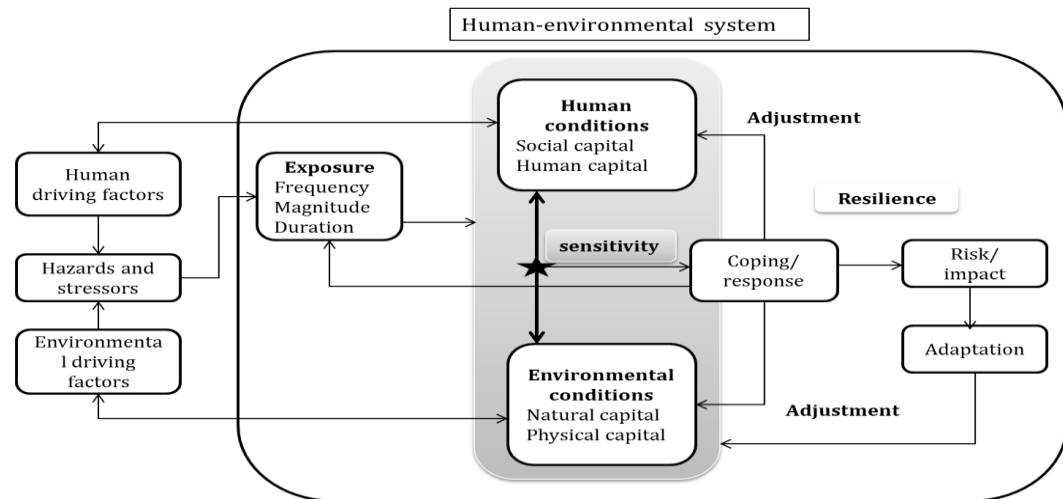 Human-environmental system
Human
conditions
Social capital
Human capital
Adjustment
Human
driving factors
Exposure
Frequency
Magnitude
Duration
Resilience
sensitivity
Hazards and
stressors
Coping/
response
Risk/
impact
Environmenta
l driving
factors
Adaptation
Environmental
conditions
Natural capital
Physical capital
Adjustment